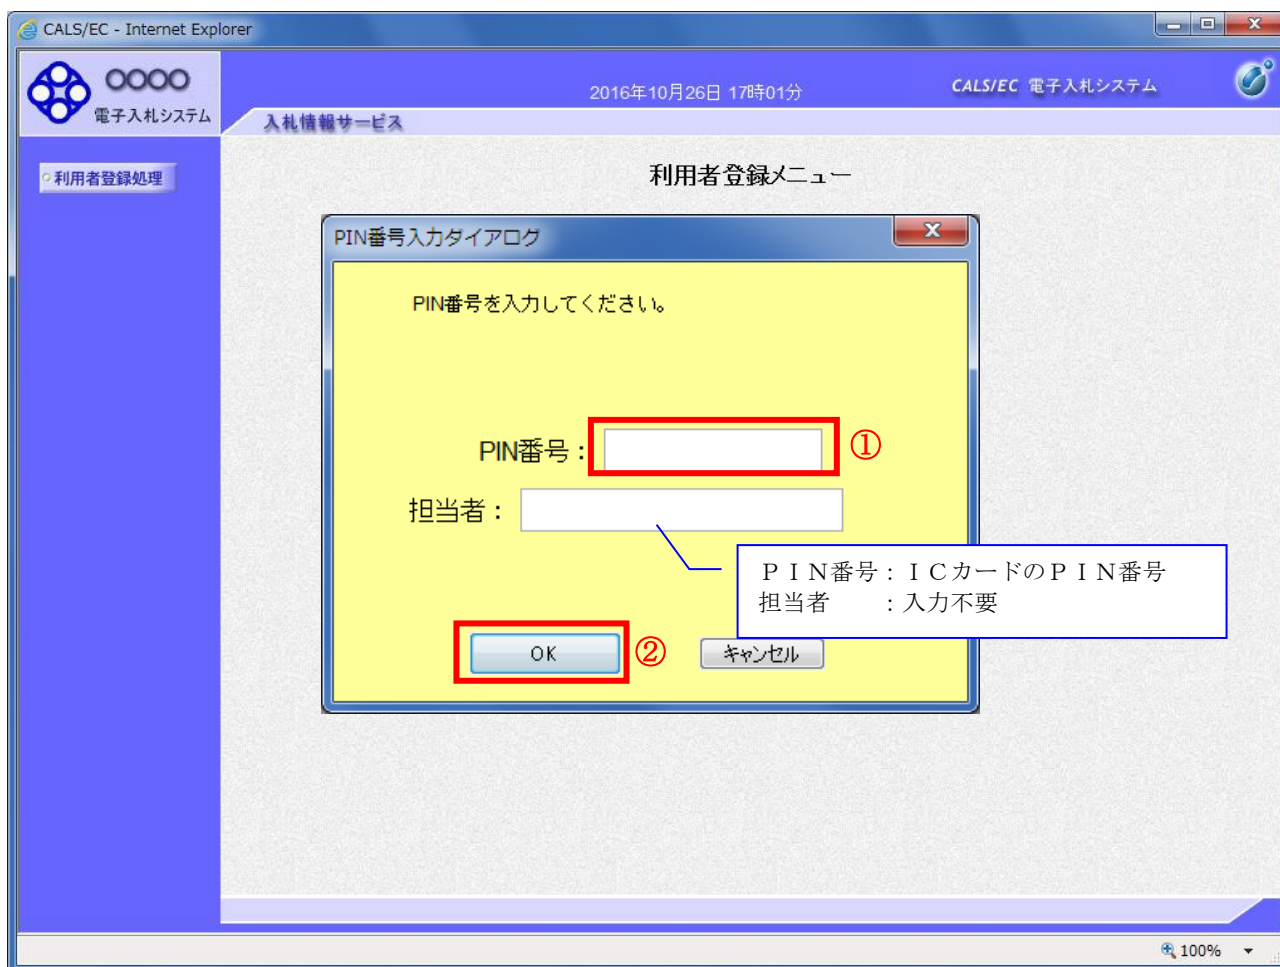 CALS/EC - Internet Explorer
〇〇〇〇
電子入札システム
2016年10月26日 17時01分
CALS/EC 電子入札システム
入札情報サービス
利用者登録処理
利用者登録メニュー
PIN番号入力ダイアログ
PIN番号を入力してください。
PIN番号：
①
担当者：
ＰＩＮ番号：ＩＣカードのＰＩＮ番号
担当者　　：入力不要
OK
②
キャンセル
100%